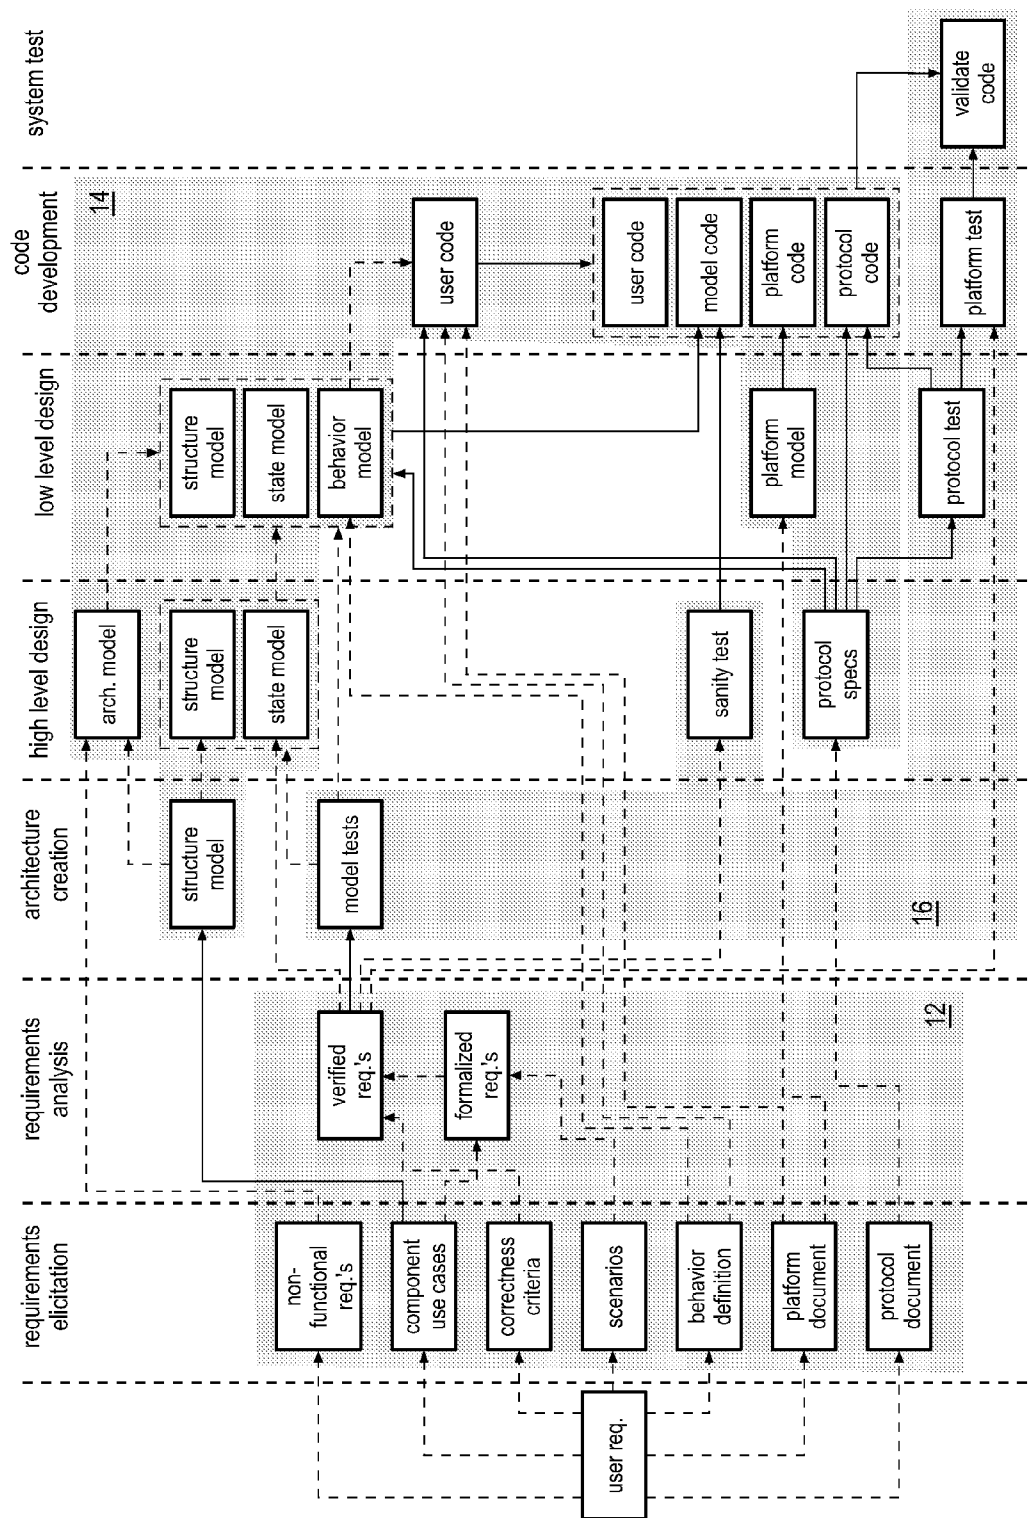 requirements
elicitation
requirements
analysis
architecture
creation
high level design
low level design
code
development
system test
user req.
non-
functional
req.'s
component
use cases
correctness
criteria
scenarios
behavior
definition
platform
document
protocol
document
verified
req.'s
formalized
req.'s
12
structure
model
model tests
16
arch. model
structure
model
state model
sanity test
protocol
specs
structure
model
state model
behavior
model
platform
model
protocol test
14
user code
user code
model code
platform
code
protocol
code
platform test
validate
code